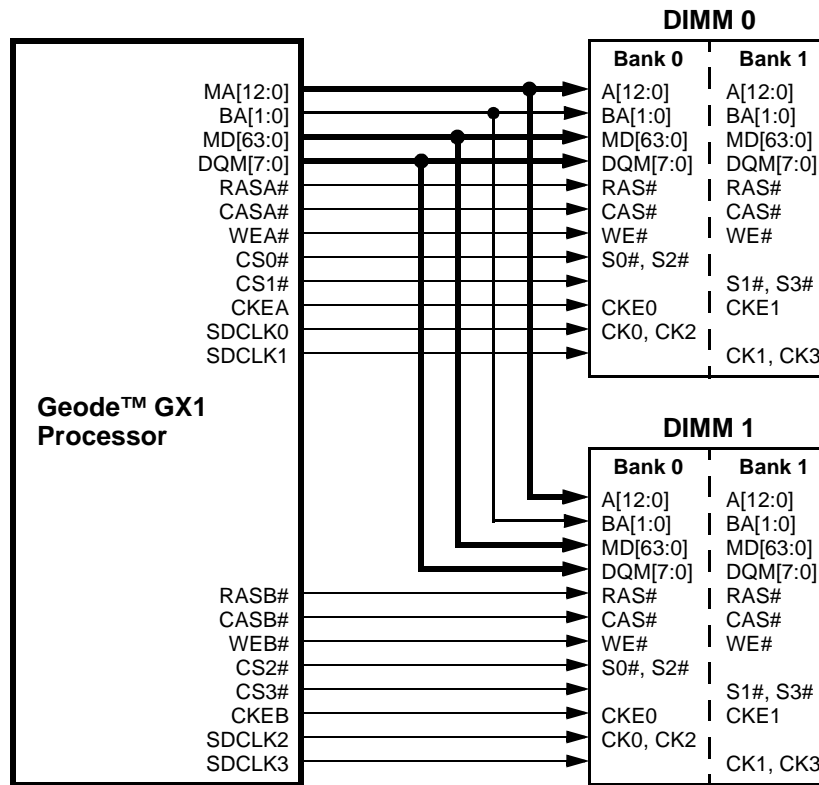 DIMM 0
Bank 0 Bank 1
MA[12:0] A[12:0] A[12:0]
BA[1:0] BA[1:0] BA[1:0]
MD[63:0] MD[63:0] MD[63:0]
DQM[7:0] DQM[7:0] DQM[7:0]
RASA# RAS# RAS#
CASA# CAS# CAS#
WEA# WE# WE#
CS0# S0#, S2#
CS1# S1#, S3#
CKEA CKE0 CKE1
SDCLK0 CK0, CK2
SDCLK1 CK1, CK3
Geode™ GX1
Processor
DIMM 1
Bank 0 Bank 1
A[12:0] A[12:0]
BA[1:0] BA[1:0]
MD[63:0] MD[63:0]
DQM[7:0] DQM[7:0]
RASB# RAS# RAS#
CASB# CAS# CAS#
WEB# WE# WE#
CS2# S0#, S2#
CS3# S1#, S3#
CKEB CKE0 CKE1
SDCLK2 CK0, CK2
SDCLK3 CK1, CK3